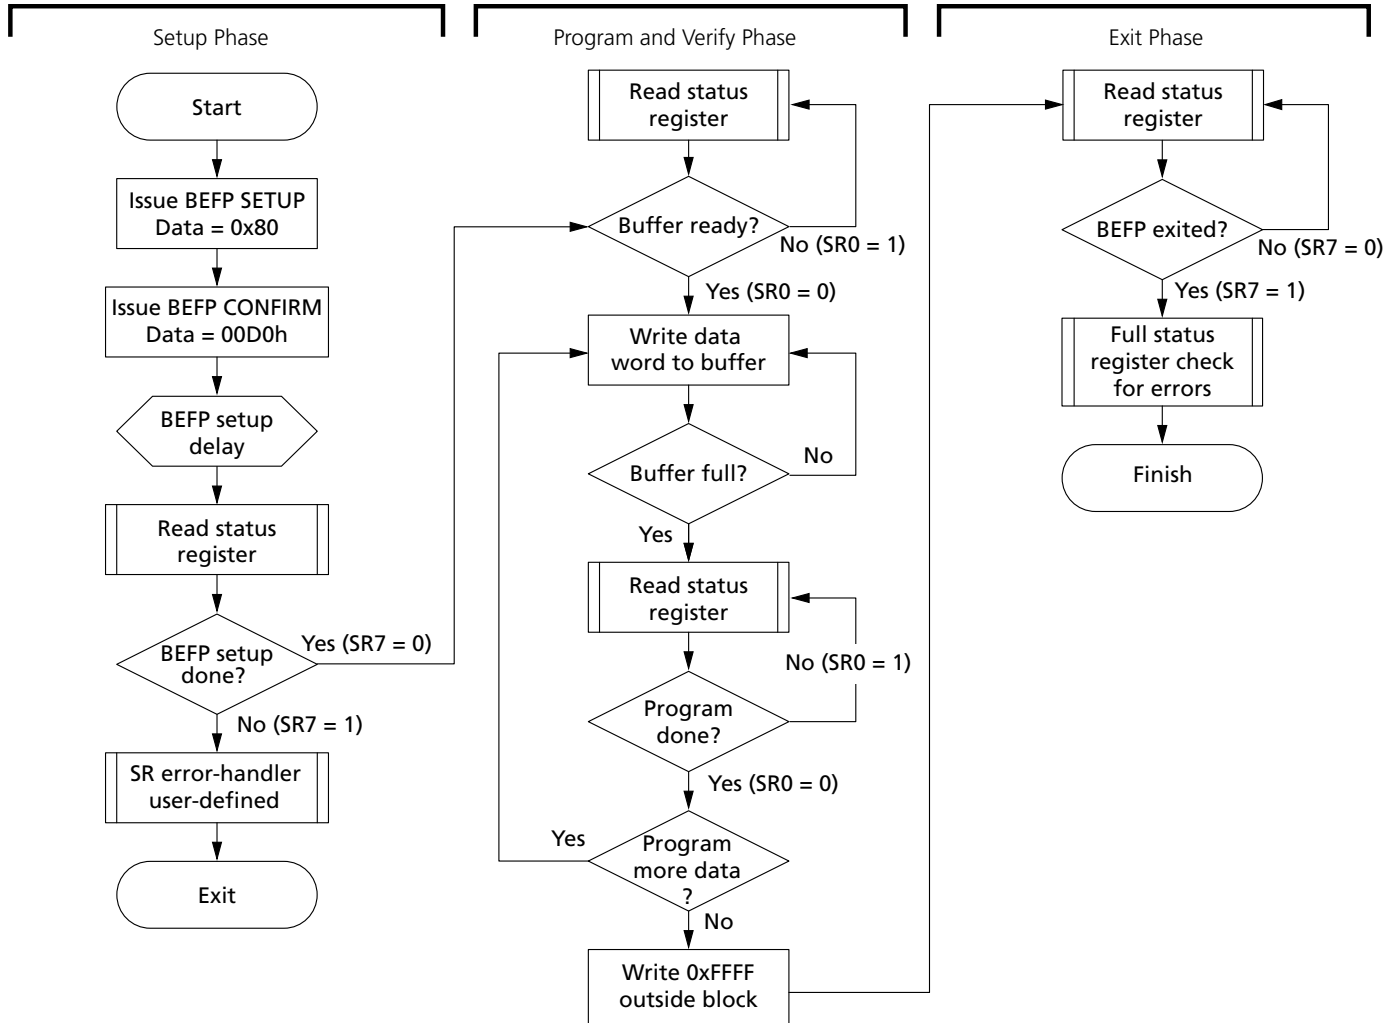 Setup Phase
Start
Issue BEFP SETUP
Data = 0x80
Issue BEFP CONFIRM
Data = 00D0h
BEFP setup
delay
Read status
register
BEFP setup
done?
Yes (SR7 = 0)
No (SR7 = 1)
SR error-handler
user-defined
Exit
Program and Verify Phase
Read status
register
Buffer ready?
No (SR0 = 1)
Yes (SR0 = 0)
Write data
word to buffer
Buffer full?
No
Yes
Read status
register
No (SR0 = 1)
Program
done?
Yes (SR0 = 0)
Yes
Program
more data
?
No
Write 0xFFFF
outside block
Exit Phase
Read status
register
BEFP exited?
No (SR7 = 0)
Yes (SR7 = 1)
Full status
register check
for errors
Finish